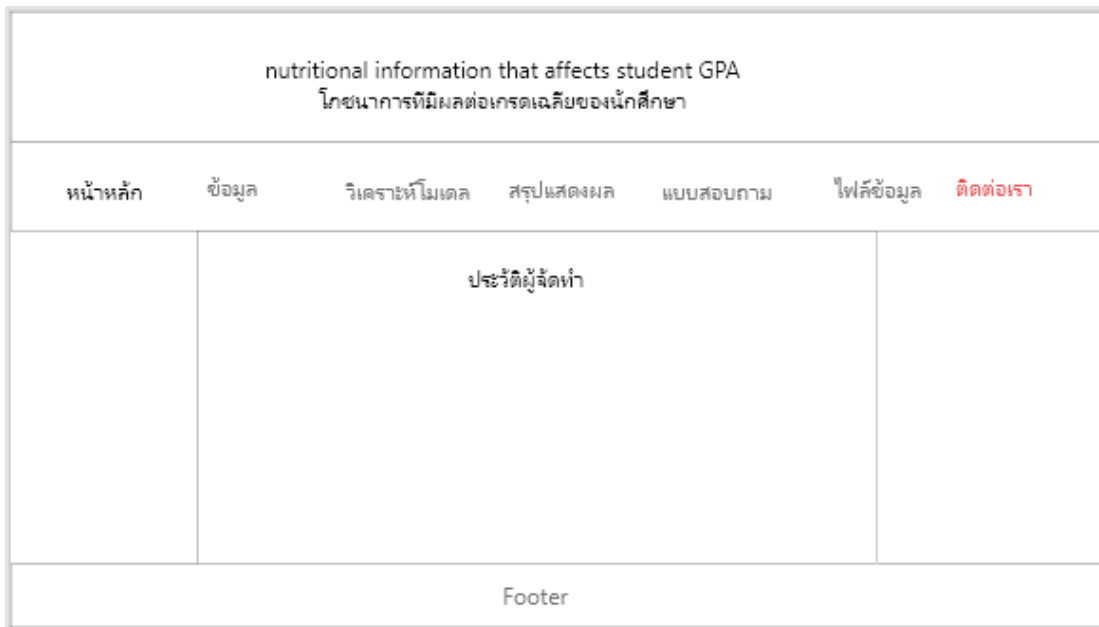 nutritional information that affects student GPA
โภชนาการที่มีผลต่อเกรดเฉลี่ยของนักศึกษา
หน้าหลัก ข้อมูล วิเคราะห์โมเดล สรุปแสดงผล แบบสอบถาม ไฟล์ข้อมูล ติดต่อเรา
ประวัติผู้จัดทำ
Footer